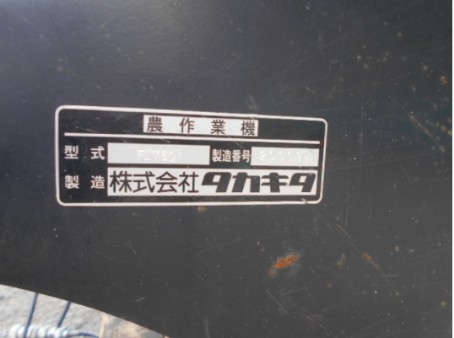 農作業機
型式 製造番号
製造 株式会社タカキタ